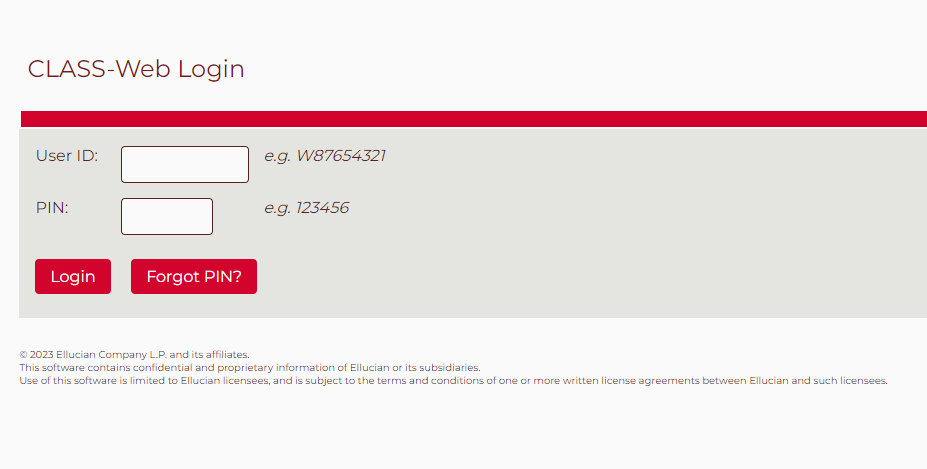 CLASS-Web Login
User ID: e.g. W87654321
PIN: e.g. 123456
Login Forgot PIN?
© 2023 Ellucian Company L.P. and its affiliates.
This software contains confidential and proprietary information of Ellucian or its subsidiaries.
Use of this software is limited to Ellucian licensees, and is subject to the terms and conditions of one or more written license agreements between Ellucian and such licensees.